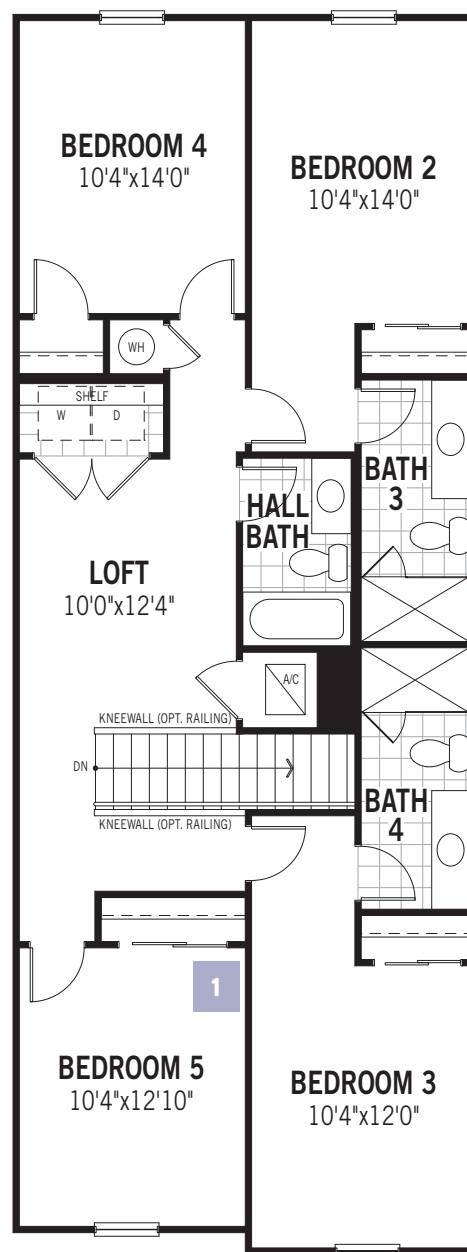 BEDROOM 4
10'4"x14'0"
BEDROOM 2
10'4"x14'0"
WH
SHELF
W
D
BATH
3
HALL
BATH
LOFT
10'0"x12'4"
A/C
KNEEWALL (OPT. RAILING)
DN
KNEEWALL (OPT. RAILING)
BATH
4
1
BEDROOM 5
10'4"x12'10"
BEDROOM 3
10'4"x12'0"